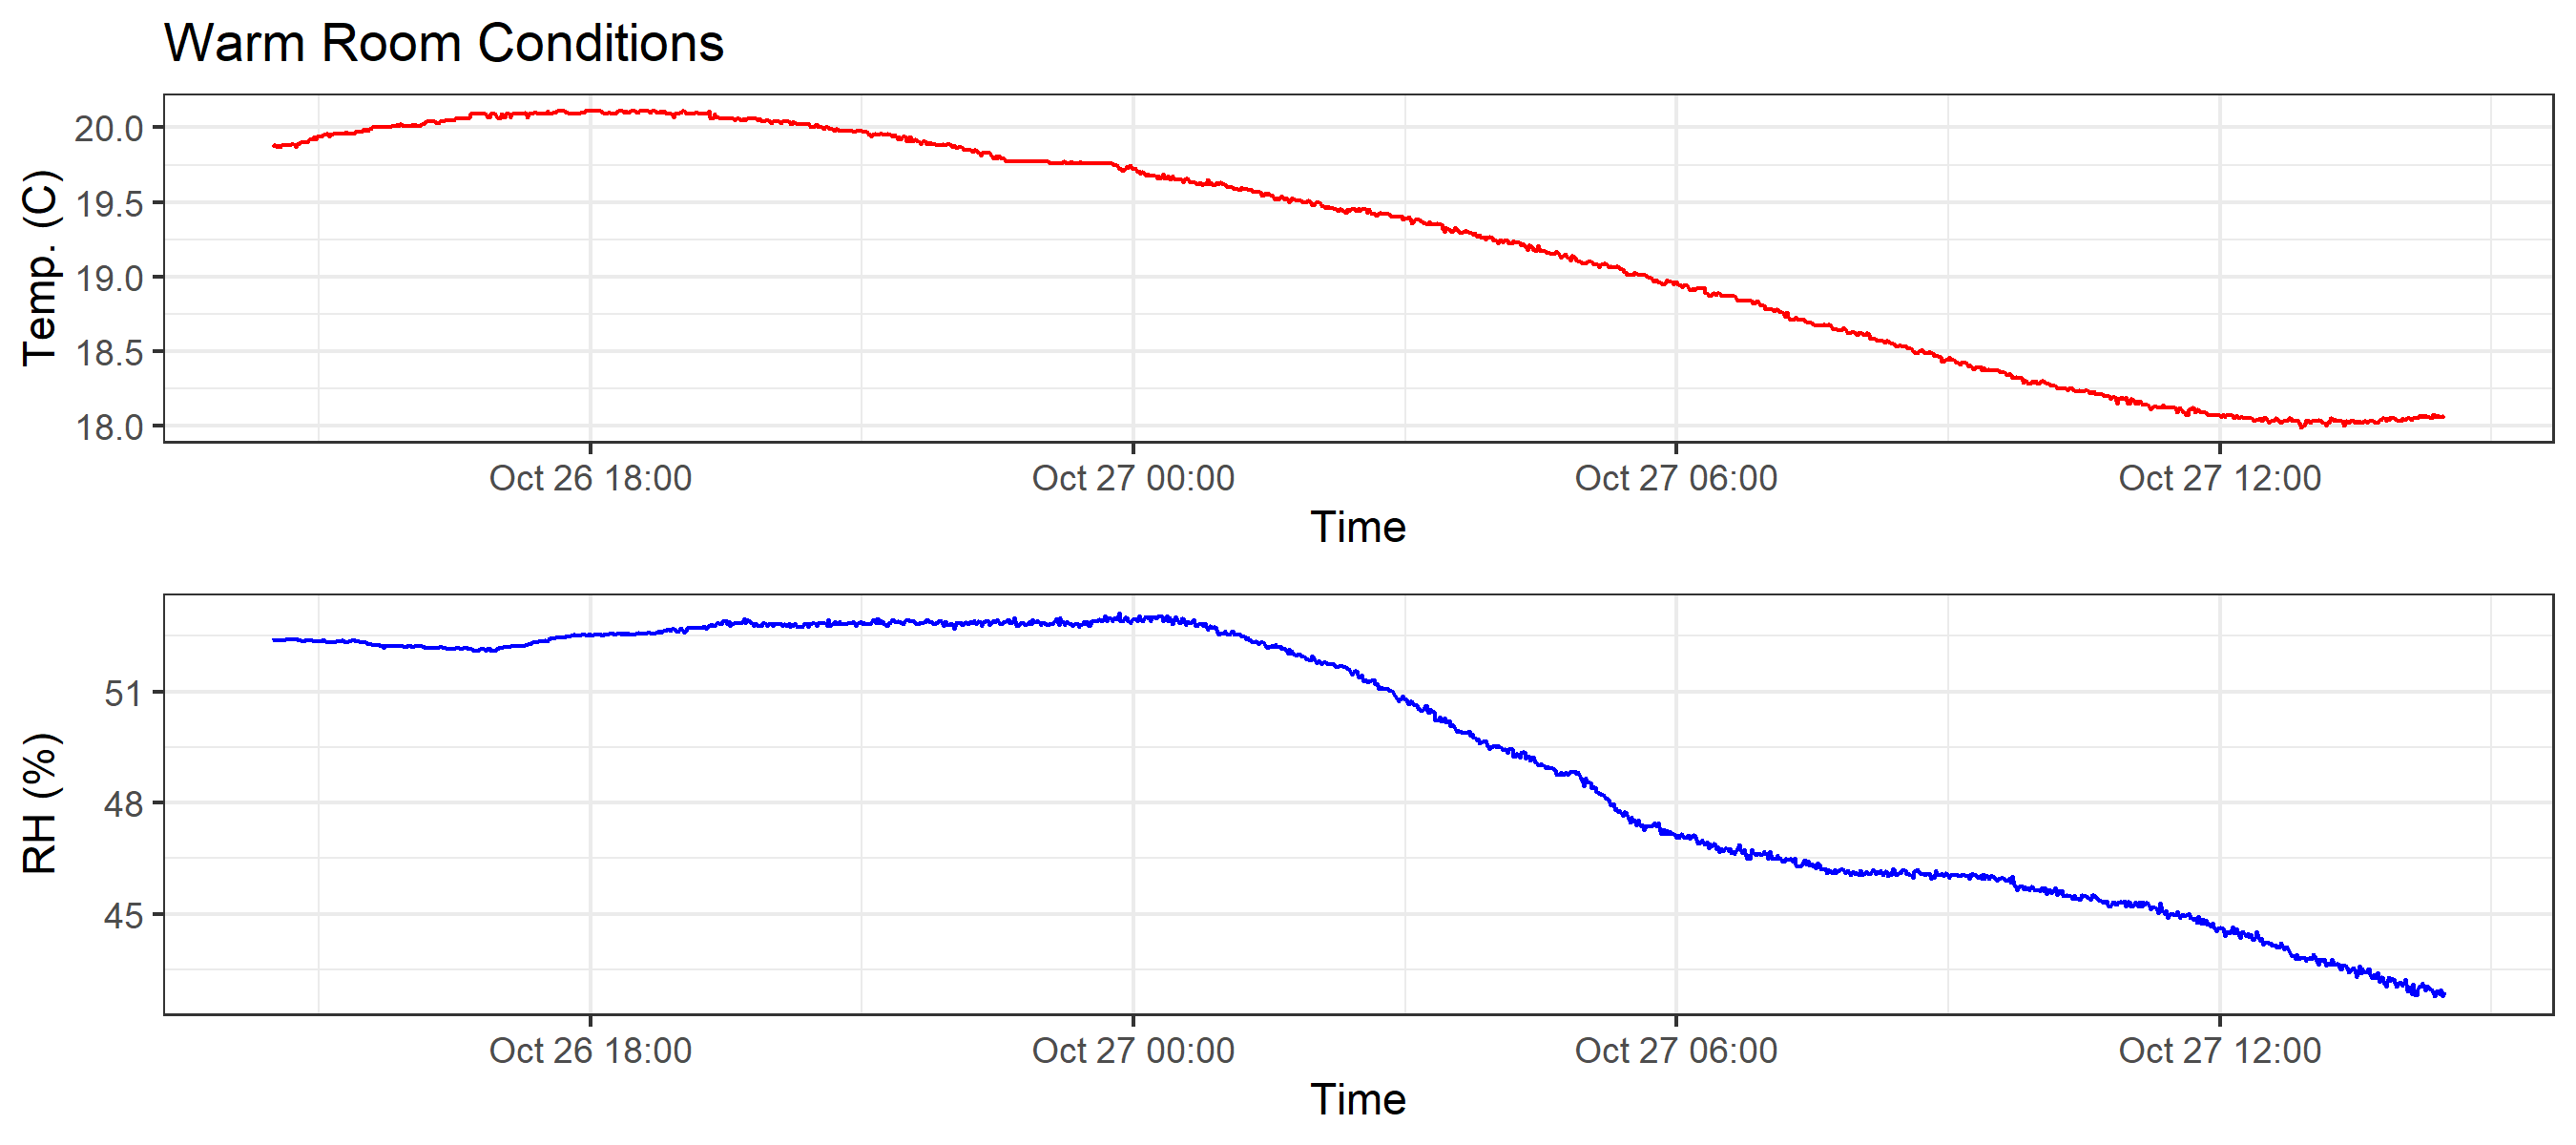 Warm Room Conditions
20.0
19.5
19.0
18.5
18.0
Temp. (C)
Oct 26 18:00 Oct 27 00:00 Oct 27 06:00 Oct 27 12:00
Time
51
48
45
RH (%)
Oct 26 18:00 Oct 27 00:00 Oct 27 06:00 Oct 27 12:00
Time